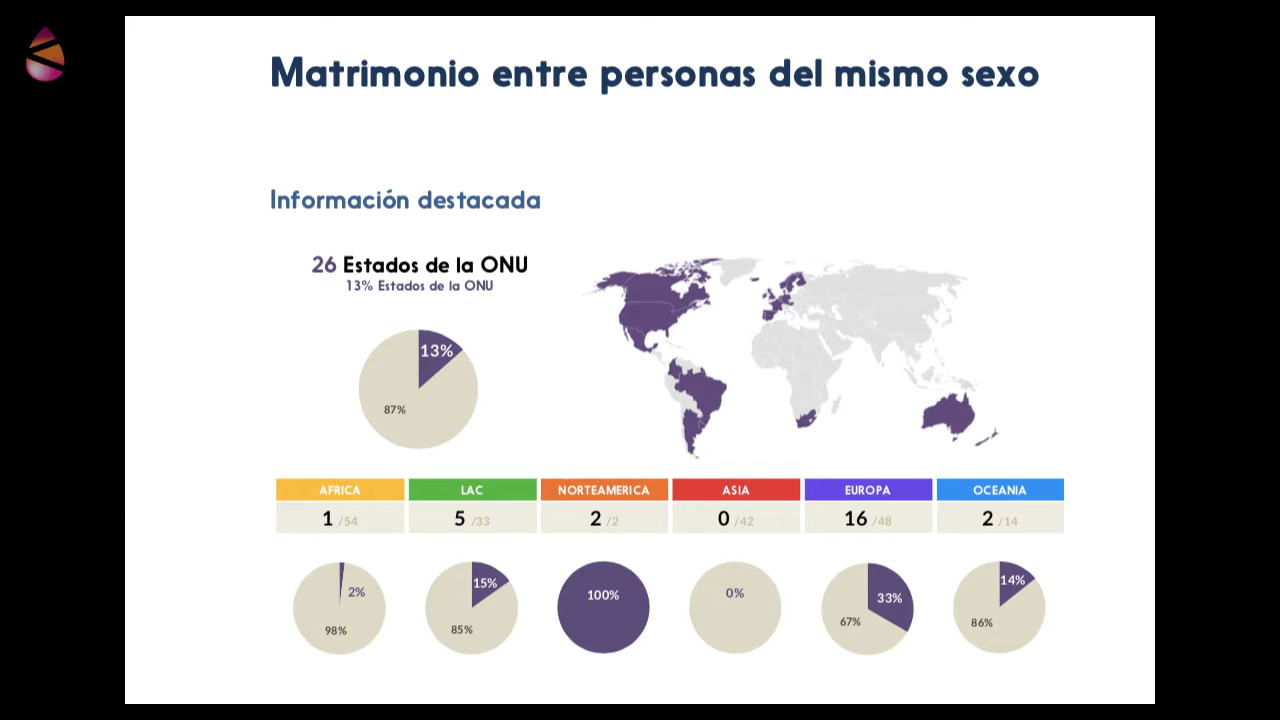 Matrimonio entre personas del mismo sexo
Información destacada
26 Estados de la ONU
13% Estados de la ONU
13%
87%
AFRICA LAC NORTEAMERICA ASIA EUROPA OCEANIA
1 /54 5 /33 2 /2 0 /42 16 /48 2 /14
2% 15% 100% 0% 33% 14%
98% 85% 67% 86%